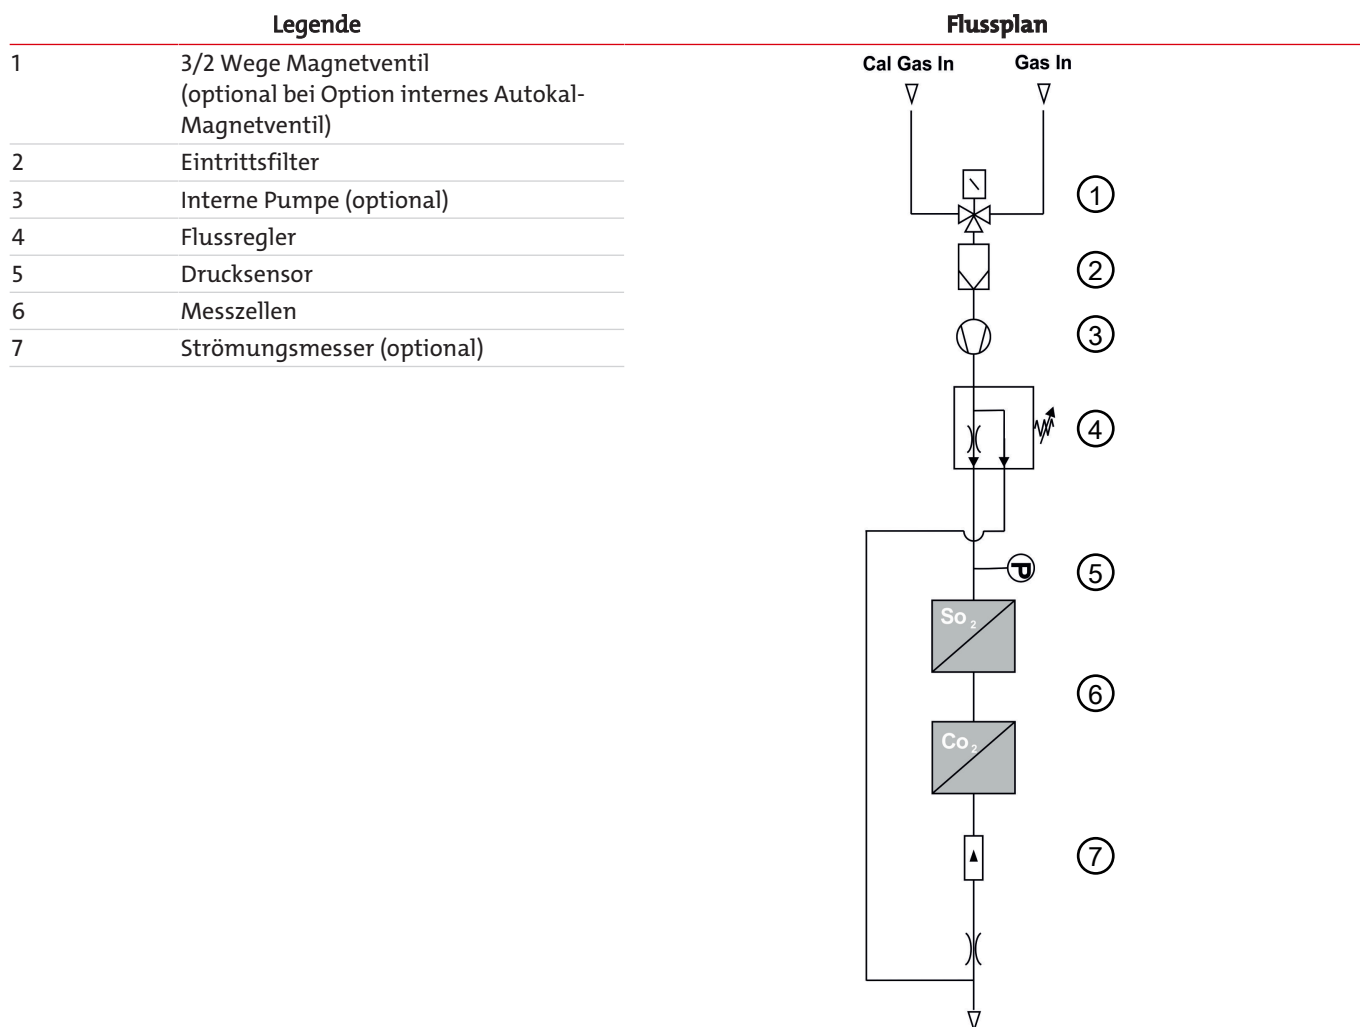 Legende
1 3/2 Wege Magnetventil
(optional bei Option internes Autokal-
Magnetventil)
2 Eintrittsfilter
3 Interne Pumpe (optional)
4 Flussregler
5 Drucksensor
6 Messzellen
7 Strömungsmesser (optional)
Flussplan
Cal Gas In Gas In
1
2
3
4
P
5
So2
6
Co2
7